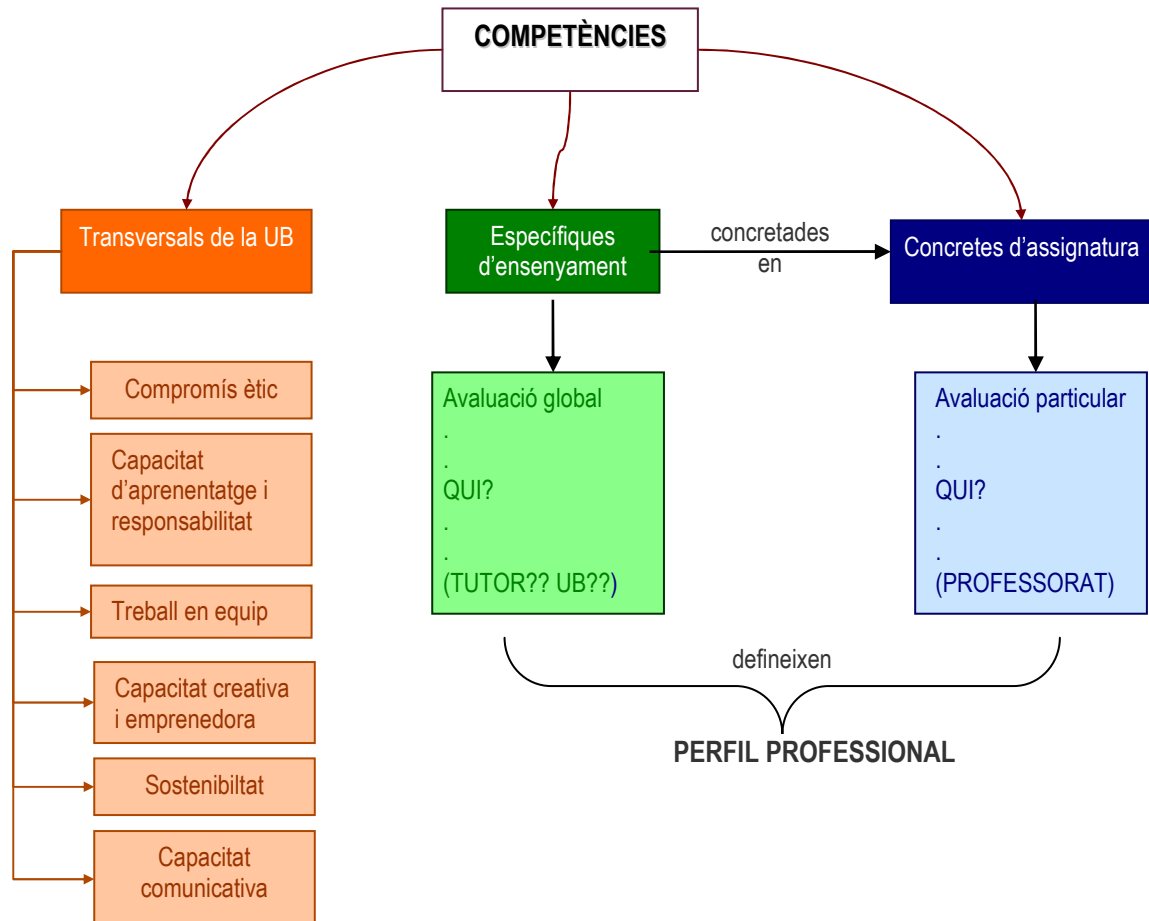 COMPETÈNCIES
Transversals de la UB
Específiques
d’ensenyament
concretades
en
Concretes d’assignatura
Compromís ètic
Capacitat
d’aprenentatge i
responsabilitat
Treball en equip
Capacitat creativa
i emprenedora
Sostenibiltat
Capacitat
comunicativa
Avaluació global
.
.
QUI?
.
.
(TUTOR?? UB??)
Avaluació particular
.
.
QUI?
.
.
(PROFESSORAT)
defineixen
PERFIL PROFESSIONAL